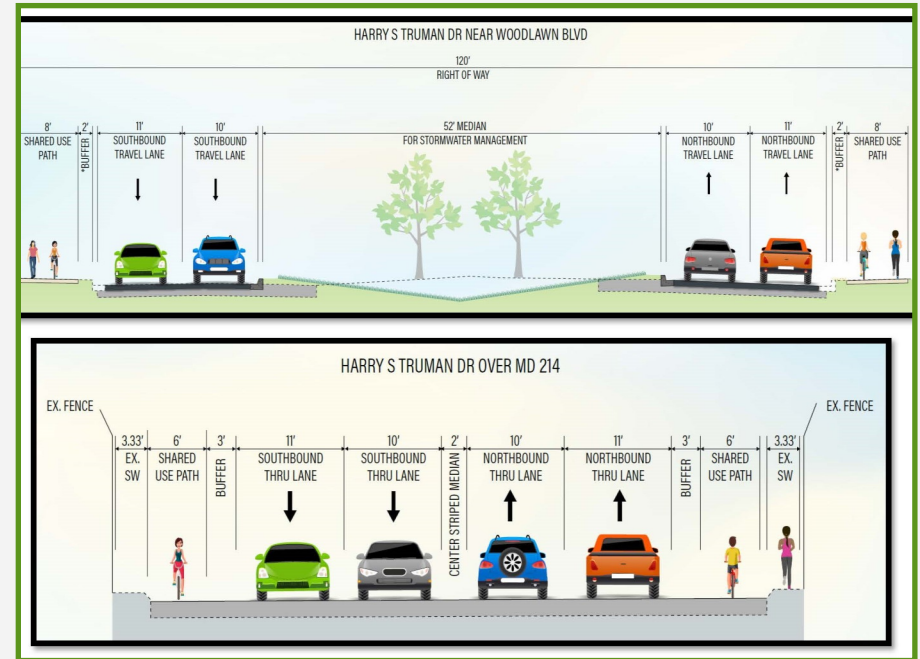 HARRY S TRUMAN DR NEAR WOODLAWN BLVD
120'
RIGHT OF WAY
8'
SHARED USE
PATH
2'
*BUFFER
11'
SOUTHBOUND
TRAVEL LANE
10'
SOUTHBOUND
TRAVEL LANE
52' MEDIAN
FOR STORMWATER MANAGEMENT
10'
NORTHBOUND
TRAVEL LANE
11'
NORTHBOUND
TRAVEL LANE
2'
*BUFFER
8'
SHARED USE
PATH
HARRY S TRUMAN DR OVER MD 214
EX. FENCE
EX. FENCE
3.33'
EX.
SW
6'
SHARED
USE PATH
3'
BUFFER
11'
SOUTHBOUND
THRU LANE
10'
SOUTHBOUND
THRU LANE
2'
CENTER STRIPED MEDIAN
10'
NORTHBOUND
THRU LANE
11'
NORTHBOUND
THRU LANE
3'
BUFFER
6'
SHARED
USE PATH
3.33'
EX.
SW